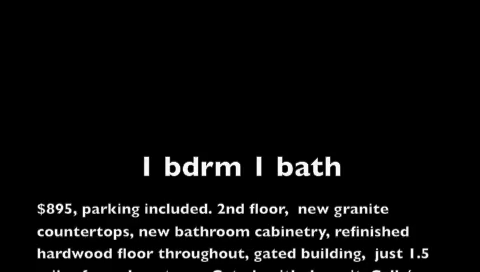 1 bdrm 1 bath
$895, parking included. 2nd floor,  new granite
countertops, new bathroom cabinetry, refinished
hardwood floor throughout, gated building,  just 1.5